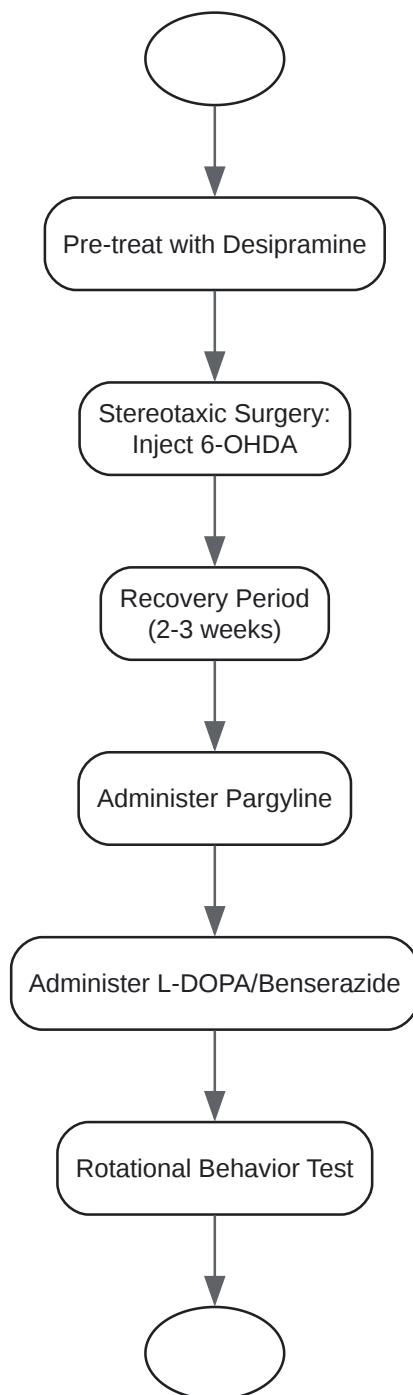 Pre-treat with Desipramine
Stereotaxic Surgery:
Inject 6-OHDA
Recovery Period
(2-3 weeks)
Administer Pargyline
Administer L-DOPA/Benserazide
Rotational Behavior Test